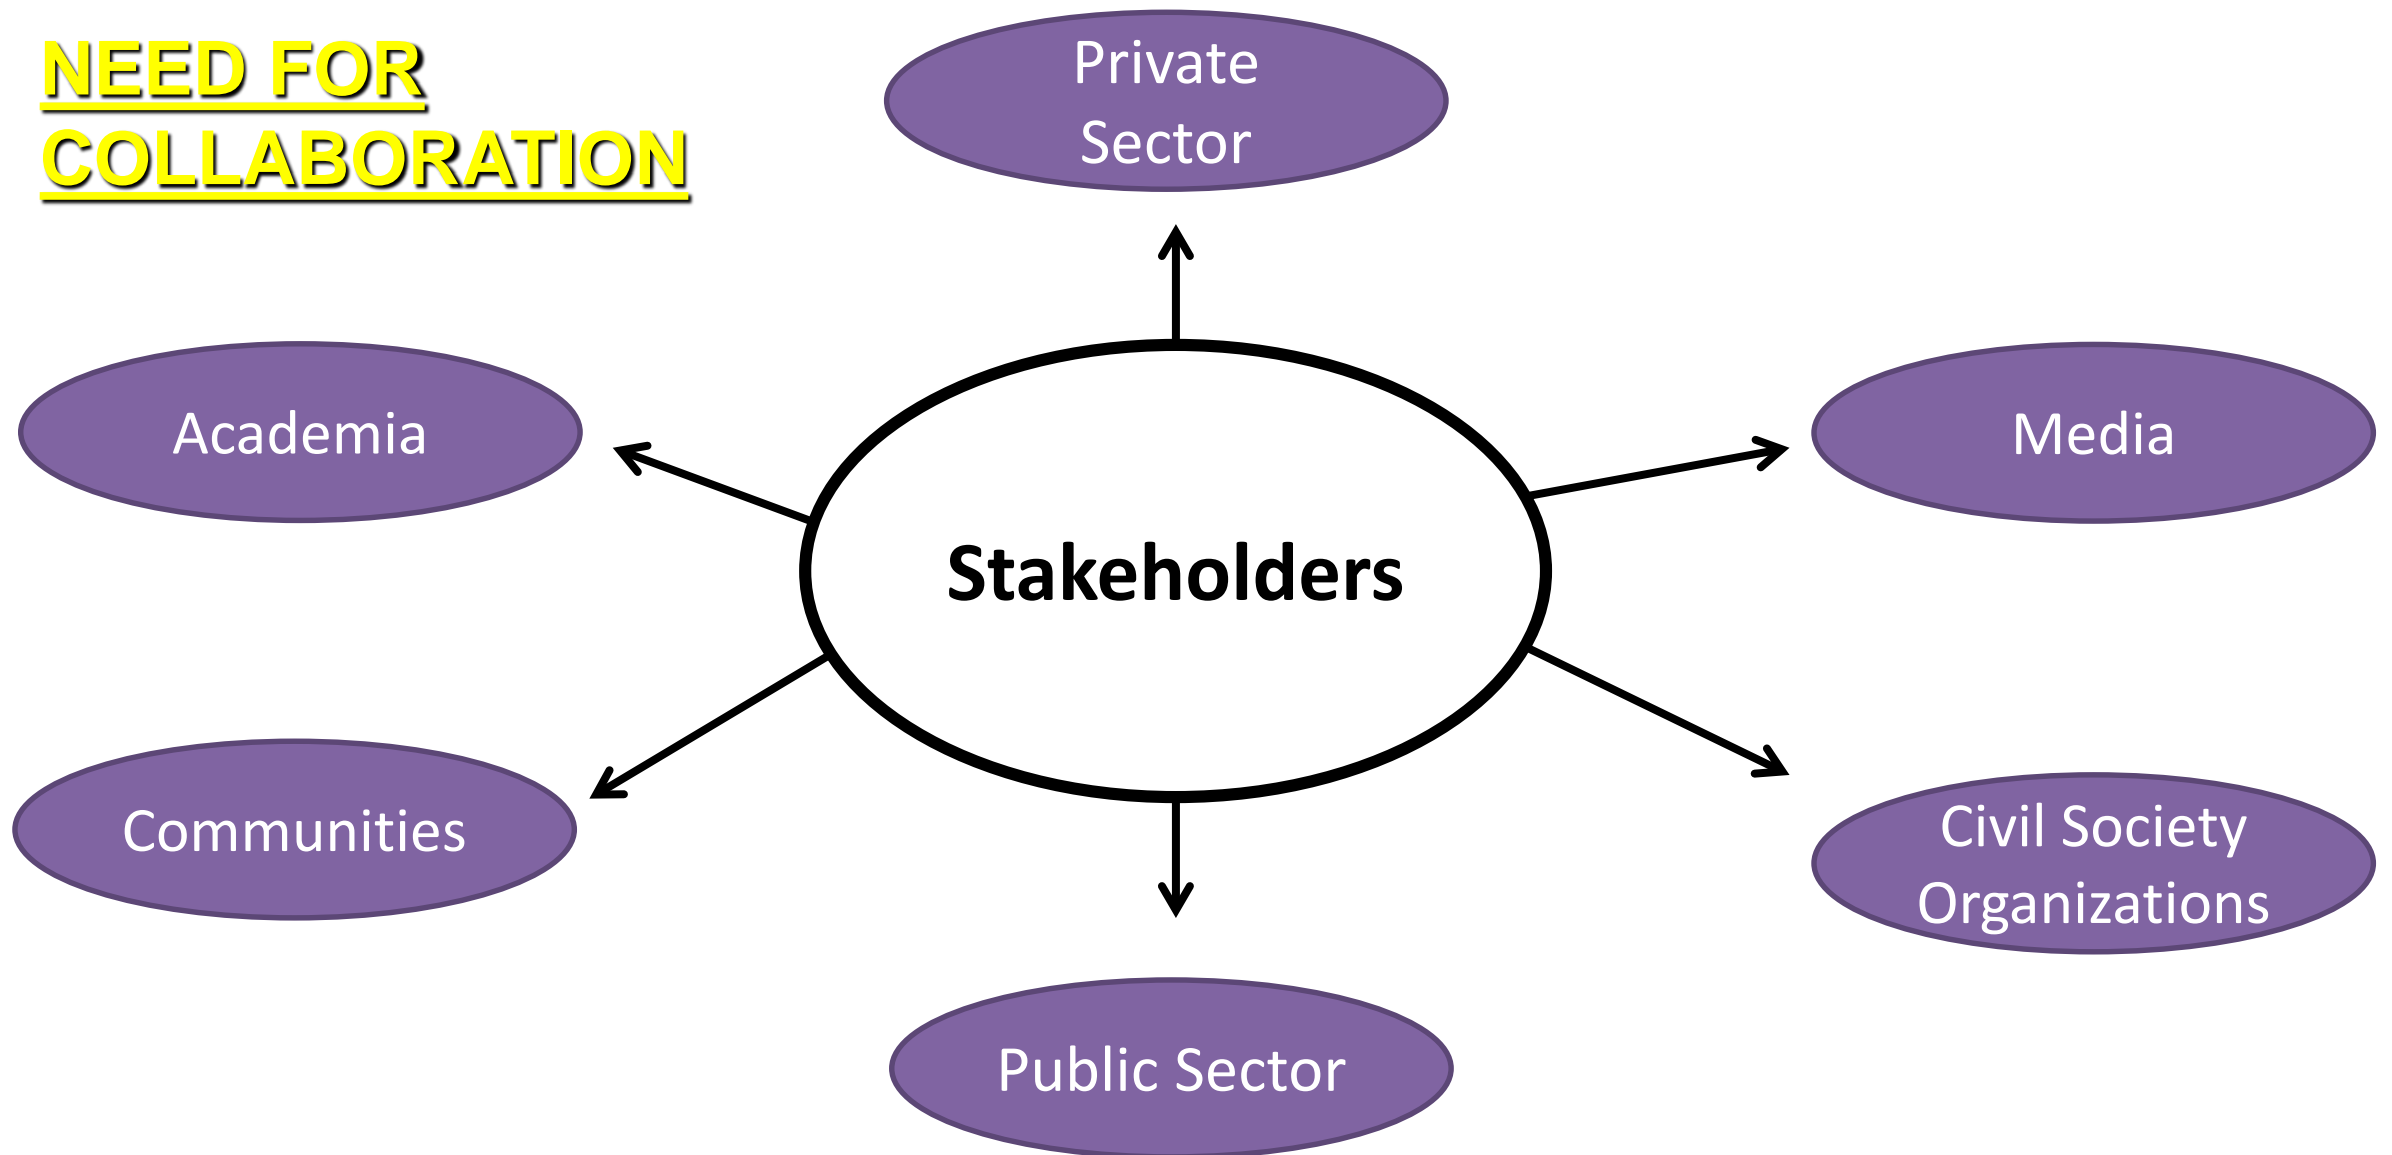 NEED FOR
COLLABORATION
Private
Sector
Academia
Media
Stakeholders
Communities
Civil Society
Organizations
Public Sector